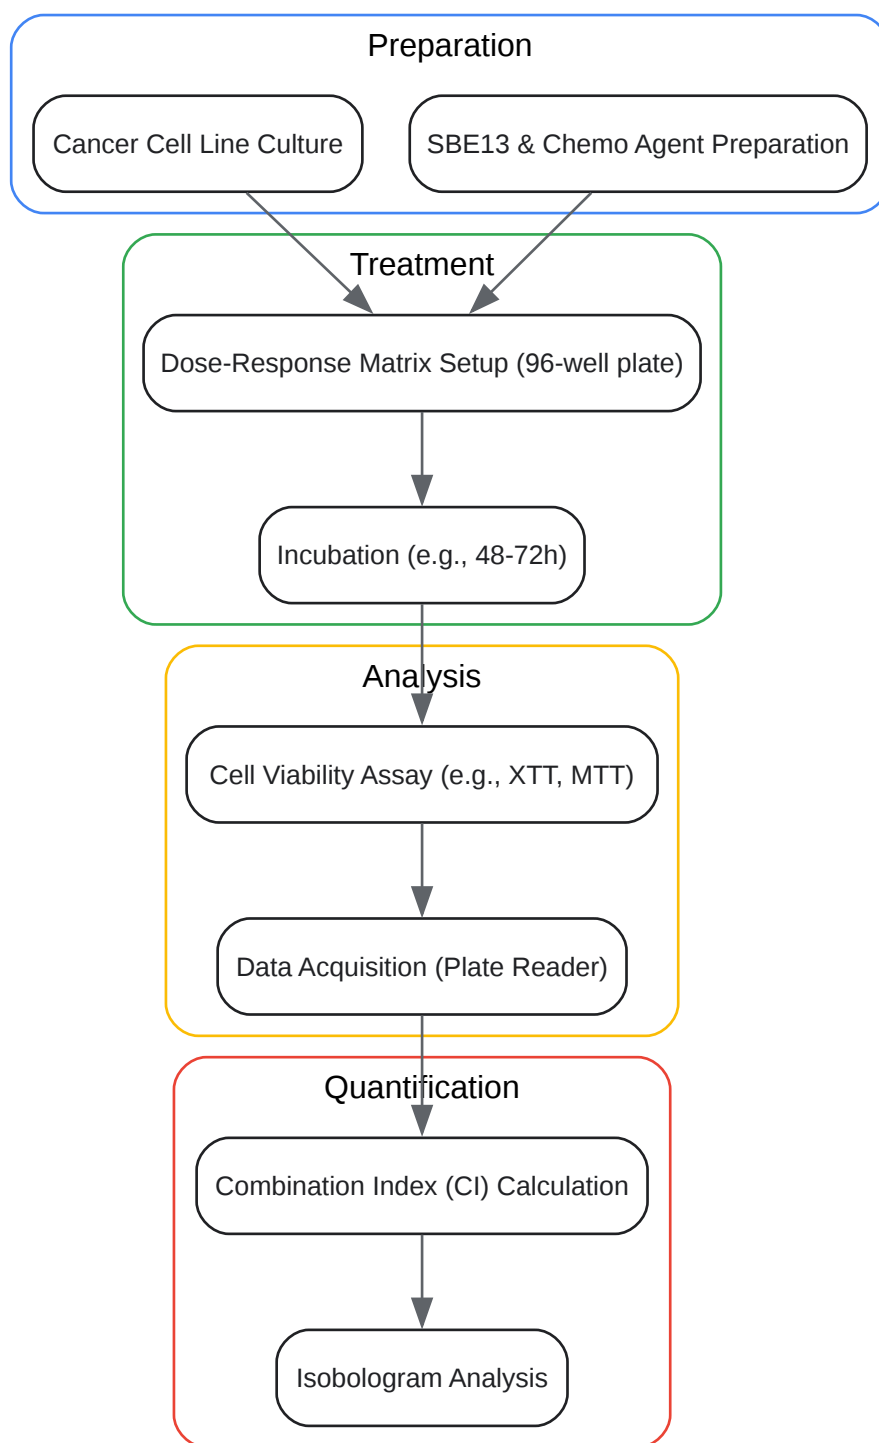 Preparation
Cancer Cell Line Culture
SBE13 & Chemo Agent Preparation
Treatment
Dose-Response Matrix Setup (96-well plate)
Incubation (e.g., 48-72h)
Analysis
Cell Viability Assay (e.g., XTT, MTT)
Data Acquisition (Plate Reader)
Quantification
Combination Index (CI) Calculation
Isobologram Analysis